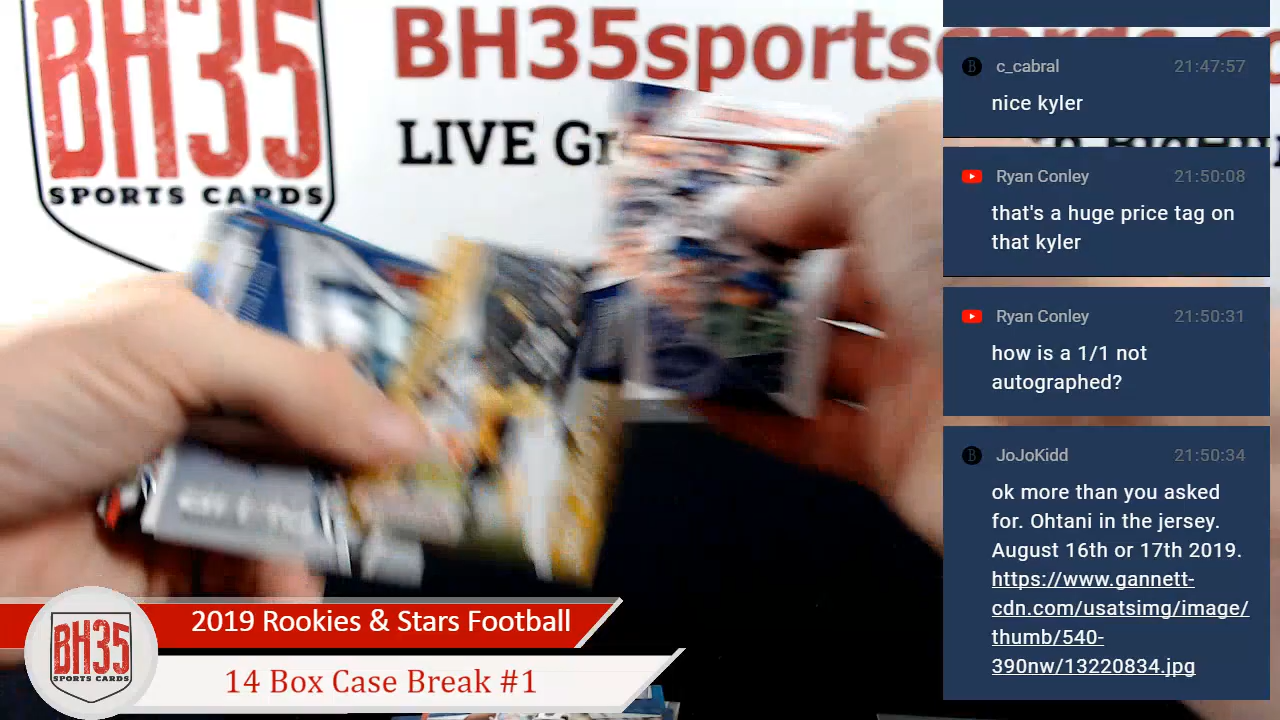 BH35
SPORTS CARDS
BH35sports
LIVE
c_cabral 21:47:57
nice kyler
Ryan Conley 21:50:08
that's a huge price tag on
that kyler
Ryan Conley 21:50:31
how is a 1/1 not
autographed?
JoJoKidd 21:50:34
ok more than you asked
for. Ohtani in the jersey.
August 16th or 17th 2019.
https://www.gannett-
cdn.com/usatsimg/image/
thumb/540-
390nw/13220834.jpg
BH35
SPORTS CARDS
2019 Rookies & Stars Football
14 Box Case Break #1